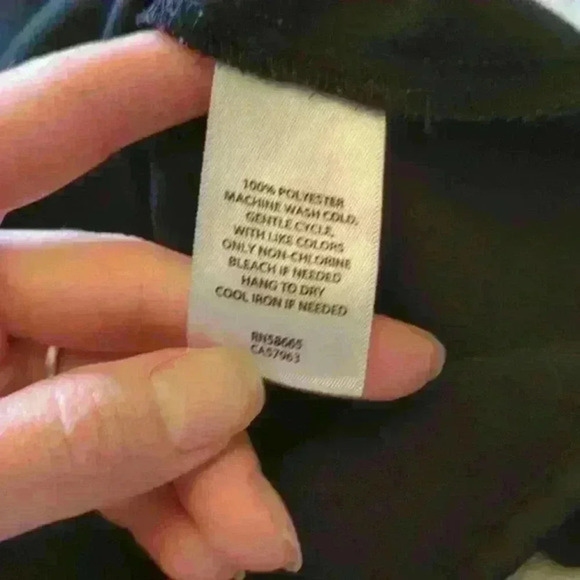 100% POLYESTER
MACHINE WASH COLD,
GENTLE CYCLE,
WITH LIKE COLORS
ONLY NON-CHLORINE
BLEACH IF NEEDED
HANG TO DRY
COOL IRON IF NEEDED
RN58665
CA57963